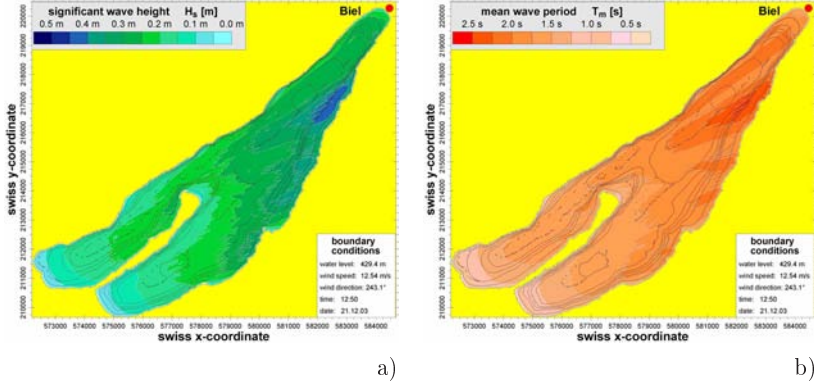 significant wave height Hs [m]
0.5 m 0.4 m 0.3 m 0.2 m 0.1 m 0.0 m
Biel
swiss y-coordinate
220000
219000
218000
217000
216000
215000
214000
213000
212000
211000
210000
boundary
conditions
water level: 429.4 m
wind speed: 12.54 m/s
wind direction: 243.1°
time: 12:50
date: 21.12.03
573000 574000 575000 576000 577000 578000 579000 580000 581000 582000 583000 584000
swiss x-coordinate
a)
mean wave period Tm [s]
2.5 s 2.0 s 1.5 s 1.0 s 0.5 s
Biel
swiss y-coordinate
220000
219000
218000
217000
216000
215000
214000
213000
212000
211000
210000
boundary
conditions
water level: 429.4 m
wind speed: 12.54 m/s
wind direction: 243.1°
time: 12:50
date: 21.12.03
573000 574000 575000 576000 577000 578000 579000 580000 581000 582000 583000 584000
swiss x-coordinate
b)